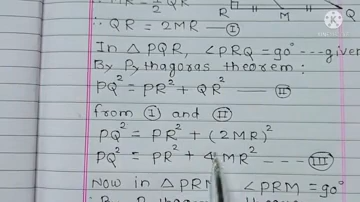 R M Q
∴ QR = 2MR — Ⅰ
In △ PQR, ∠PRQ = 90° --- given
By Pythagoras theorem:
PQ² = PR² + QR² — Ⅱ
from Ⅰ and Ⅱ
PQ² = PR² + (2MR)²
PQ² = PR² + 4MR² --- Ⅲ
Now in △ PRM ∠PRM = 90°